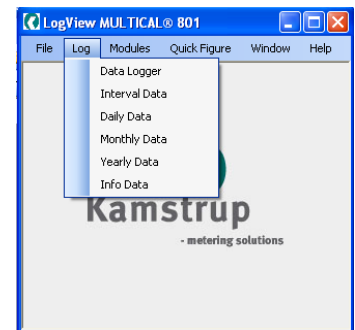 LogView MULTICAL® 801
File Log Modules Quick Figure Window Help
Data Logger
Interval Data
Daily Data
Monthly Data
Yearly Data
Info Data
Kamstrup
- metering solutions